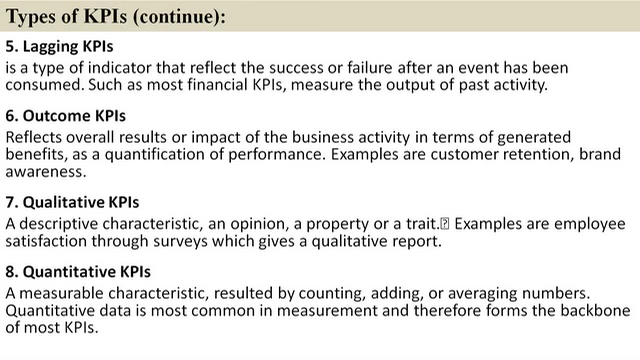 Types of KPIs (continue):
5. Lagging KPIs
is a type of indicator that reflect the success or failure after an event has been
consumed. Such as most financial KPIs, measure the output of past activity.
6. Outcome KPIs
Reflects overall results or impact of the business activity in terms of generated
benefits, as a quantification of performance. Examples are customer retention, brand
awareness.
7. Qualitative KPIs
A descriptive characteristic, an opinion, a property or a trait. Examples are employee
satisfaction through surveys which gives a qualitative report.
8. Quantitative KPIs
A measurable characteristic, resulted by counting, adding, or averaging numbers.
Quantitative data is most common in measurement and therefore forms the backbone
of most KPIs.